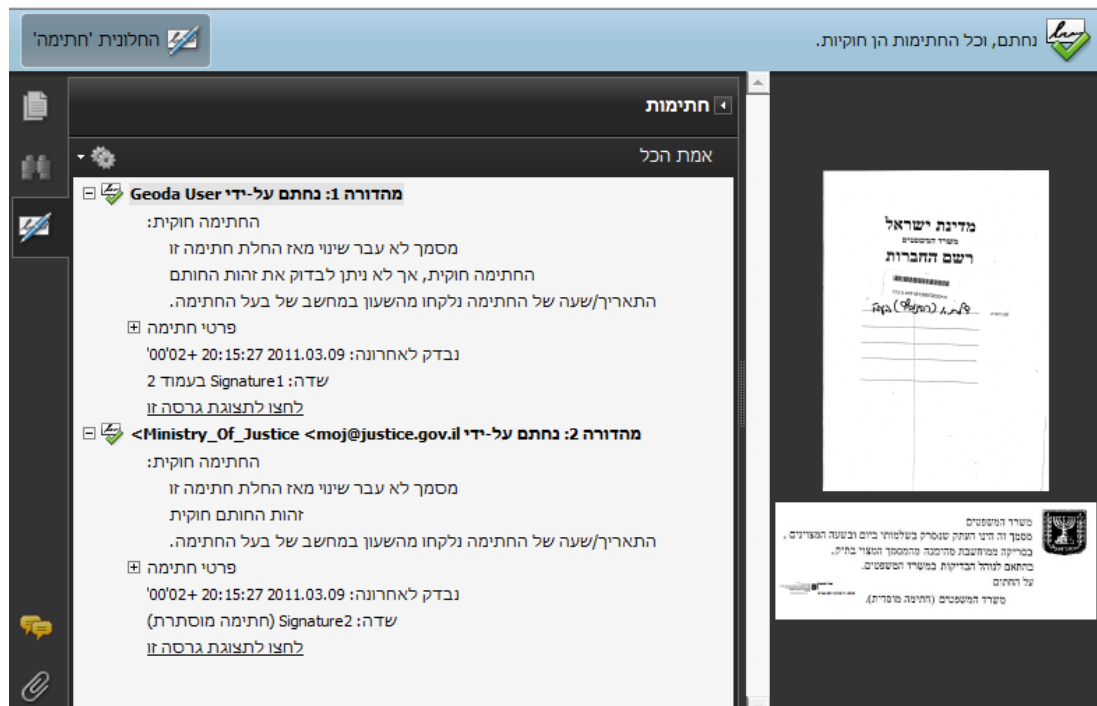 נחתם, וכל החתימות הן חוקיות.
החלונית 'חתימה'
חתימות
אמת הכל
מהדורה 1: נחתם על-ידי Geoda User
החתימה חוקית:
מסמך לא עבר שינוי מאז החלת חתימה זו
החתימה חוקית, אך לא ניתן לבדוק את זהות החותם
התאריך/שעה של החתימה נלקחו מהשעון במחשב של בעל החתימה.
פרטי חתימה
נבדק לאחרונה: 2011.03.09 20:15:27 +02'00'
שדה: Signature1 בעמוד 2
לחצו לתצוגת גרסה זו
מהדורה 2: נחתם על-ידי Ministry_Of_Justice <moj@justice.gov.il>
החתימה חוקית:
מסמך לא עבר שינוי מאז החלת חתימה זו
זהות החותם חוקית
התאריך/שעה של החתימה נלקחו מהשעון במחשב של בעל החתימה.
פרטי חתימה
נבדק לאחרונה: 2011.03.09 20:15:27 +02'00'
שדה: Signature2 (חתימה מוסתרת)
לחצו לתצוגת גרסה זו
מדינת ישראל
משרד המשפטים
רשם החברות
משרד המשפטים
מסמך זה הינו העתק שנסרק בשלמותו ביום ובשעה המצוינים,
בסריקה ממוחשבת מהימנה מהמסמך המצוי בתיק,
בהתאם לנוהל הבדיקות במשרד המשפטים.
על החתום
משרד המשפטים (חתימה מוסדית).